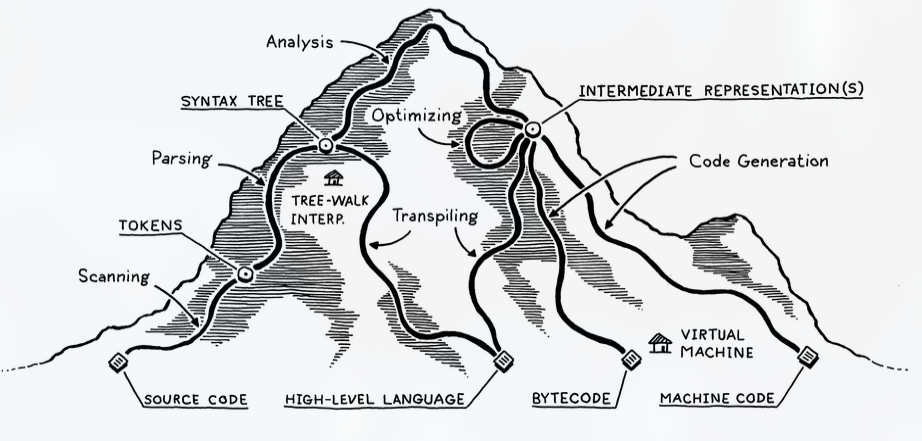 Analysis
INTERMEDIATE REPRESENTATION(S)
SYNTAX TREE
Optimizing
Parsing
Code Generation
TREE-WALK
INTERP.
Transpiling
TOKENS
Scanning
VIRTUAL
MACHINE
SOURCE CODE
HIGH-LEVEL LANGUAGE
BYTECODE
MACHINE CODE